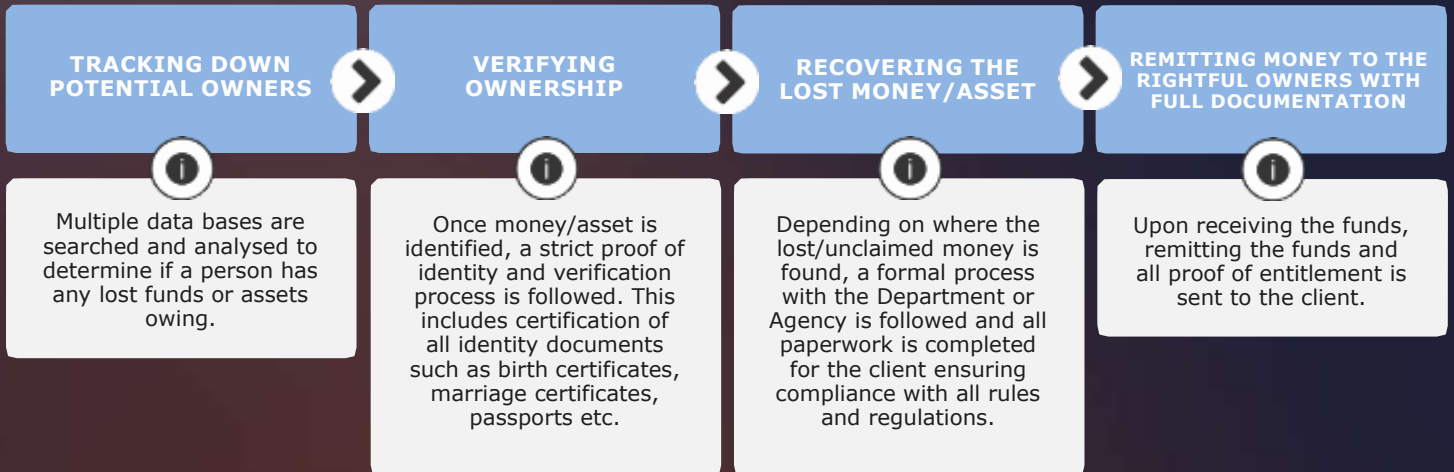 TRACKING DOWN
POTENTIAL OWNERS
VERIFYING
OWNERSHIP
RECOVERING THE
LOST MONEY/ASSET
REMITTING MONEY TO THE
RIGHTFUL OWNERS WITH
FULL DOCUMENTATION
i
i
i
i
Multiple data bases are
searched and analysed to
determine if a person has
any lost funds or assets
owing.
Once money/asset is
identified, a strict proof of
identity and verification
process is followed. This
includes certification of
all identity documents
such as birth certificates,
marriage certificates,
passports etc.
Depending on where the
lost/unclaimed money is
found, a formal process
with the Department or
Agency is followed and all
paperwork is completed
for the client ensuring
compliance with all rules
and regulations.
Upon receiving the funds,
remitting the funds and
all proof of entitlement is
sent to the client.